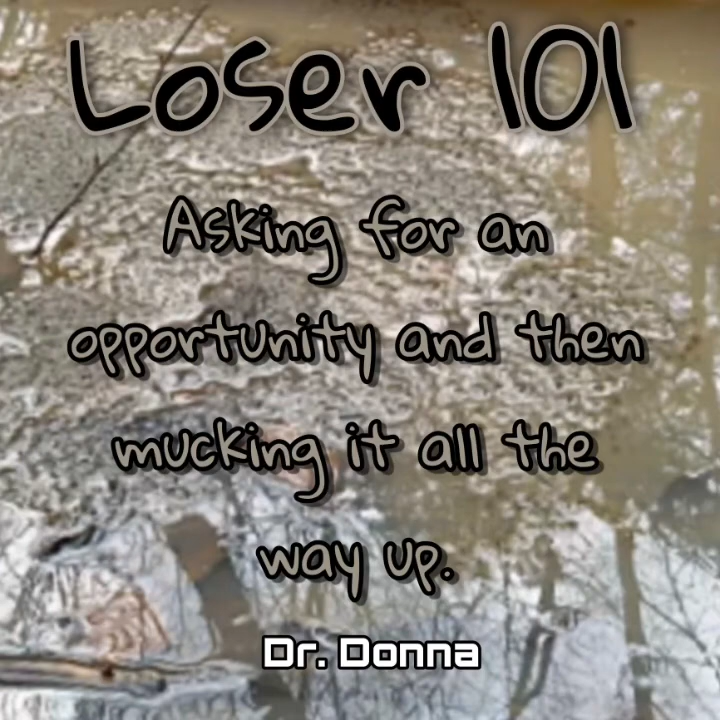 Loser 101
Asking for an
opportunity and then
mucking it all the
way up.
Dr. Donna